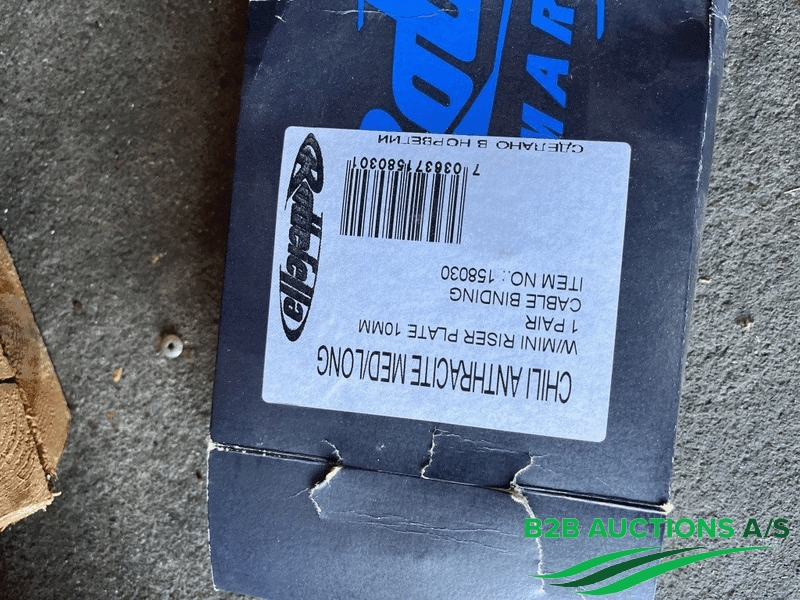 CHILI ANTHRACITE MED/LONG
W/MINI RISER PLATE 10MM
1 PAIR
CABLE BINDING
ITEM NO.: 158030
7 036371 580301
СДЕЛАНО В НОРВЕГИИ
Rottefella
B2B AUCTIONS A/S